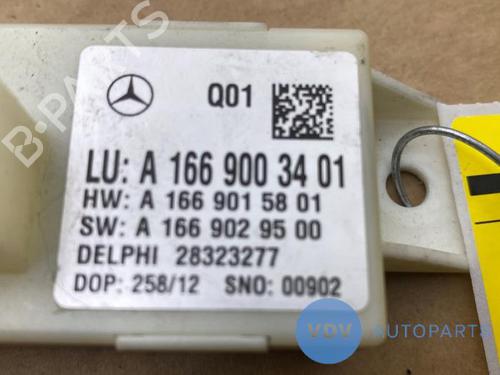 B-PARTS
Q01
LU: A 166 900 34 01
HW: A 166 901 58 01
SW: A 166 902 95 00
DELPHI 28323277
DOP: 258/12 SNO: 00902
VDV AUTOPARTS